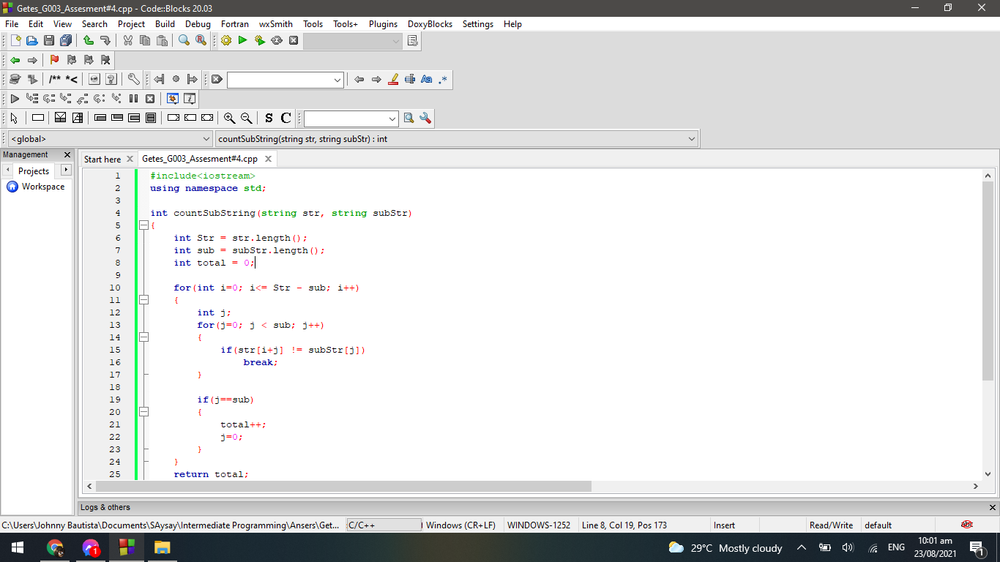 Getes_G003_Assesment#4.cpp - Code::Blocks 20.03
File Edit View Search Project Build Debug Fortran wxSmith Tools Tools+ Plugins DoxyBlocks Settings Help
/** *<
Aa .*
S C
<global> countSubString(string str, string subStr) : int
Management
Start here Getes_G003_Assesment#4.cpp
Projects
Workspace
1 #include<iostream>
2 using namespace std;
3
4 int countSubString(string str, string subStr)
5 {
6 int Str = str.length();
7 int sub = subStr.length();
8 int total = 0;
9
10 for(int i=0; i<= Str - sub; i++)
11 {
12 int j;
13 for(j=0; j < sub; j++)
14 {
15 if(str[i+j] != subStr[j])
16 break;
17 }
18
19 if(j==sub)
20 {
21 total++;
22 j=0;
23 }
24 }
25 return total;
Logs & others
C:\Users\Johnny Bautista\Documents\SAysay\Intermediate Programming\Ansers\Get... C/C++ Windows (CR+LF) WINDOWS-1252 Line 8, Col 19, Pos 173 Insert Read/Write default abc
1 29°C Mostly cloudy ENG 10:01 am
23/08/2021 1